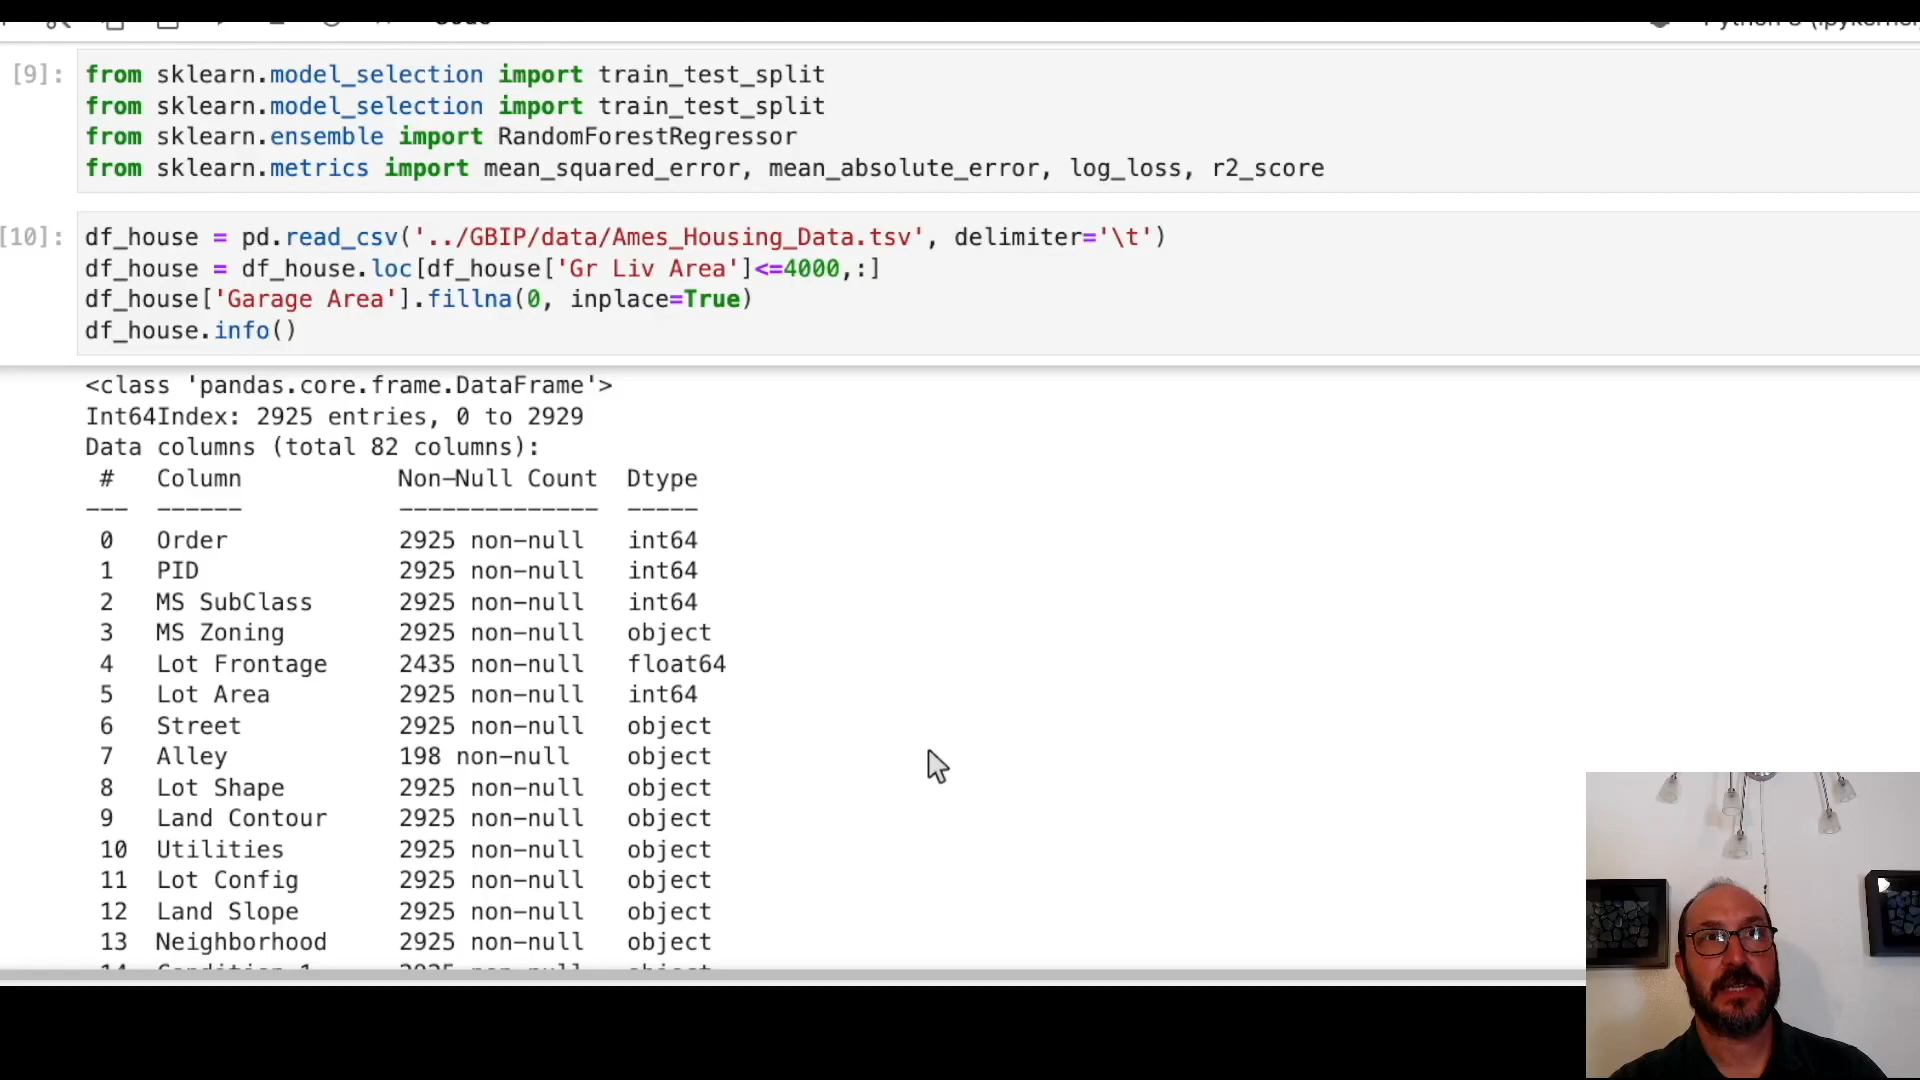 [9]:
from sklearn.model_selection import train_test_split
from sklearn.model_selection import train_test_split
from sklearn.ensemble import RandomForestRegressor
from sklearn.metrics import mean_squared_error, mean_absolute_error, log_loss, r2_score
[10]:
df_house = pd.read_csv('../GBIP/data/Ames_Housing_Data.tsv', delimiter='\t')
df_house = df_house.loc[df_house['Gr Liv Area']<=4000,:]
df_house['Garage Area'].fillna(0, inplace=True)
df_house.info()
<class 'pandas.core.frame.DataFrame'>
Int64Index: 2925 entries, 0 to 2929
Data columns (total 82 columns):
# Column Non-Null Count Dtype
--- ------ -------------- -----
0 Order 2925 non-null int64
1 PID 2925 non-null int64
2 MS SubClass 2925 non-null int64
3 MS Zoning 2925 non-null object
4 Lot Frontage 2435 non-null float64
5 Lot Area 2925 non-null int64
6 Street 2925 non-null object
7 Alley 198 non-null object
8 Lot Shape 2925 non-null object
9 Land Contour 2925 non-null object
10 Utilities 2925 non-null object
11 Lot Config 2925 non-null object
12 Land Slope 2925 non-null object
13 Neighborhood 2925 non-null object